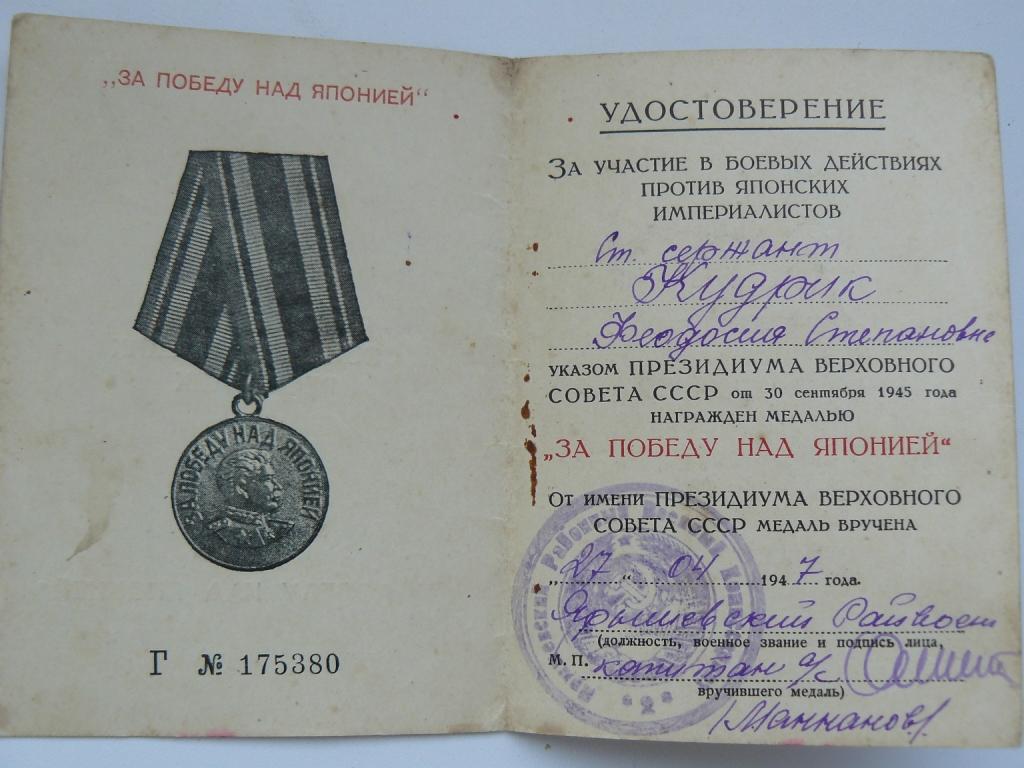 „ЗА ПОБЕДУ НАД ЯПОНИЕЙ“
ЗА ПОБЕДУ НАД ЯПОНИЕЙ
Г № 175380
УДОСТОВЕРЕНИЕ
ЗА УЧАСТИЕ В БОЕВЫХ ДЕЙСТВИЯХ
ПРОТИВ ЯПОНСКИХ
ИМПЕРИАЛИСТОВ
Ст. сержант
Кудрик
Феодосия Степановне
УКАЗОМ ПРЕЗИДИУМА ВЕРХОВНОГО
СОВЕТА СССР от 30 сентября 1945 года
НАГРАЖДЕН МЕДАЛЬЮ
„ЗА ПОБЕДУ НАД ЯПОНИЕЙ“
ОТ ИМЕНИ ПРЕЗИДИУМА ВЕРХОВНОГО
СОВЕТА СССР МЕДАЛЬ ВРУЧЕНА
„27“ 04 1947 года.
Ярышевский Райвоен
(должность, военное звание и подпись лица,
М. П. капитан а/с
вручившего медаль)
/Маннанов/.